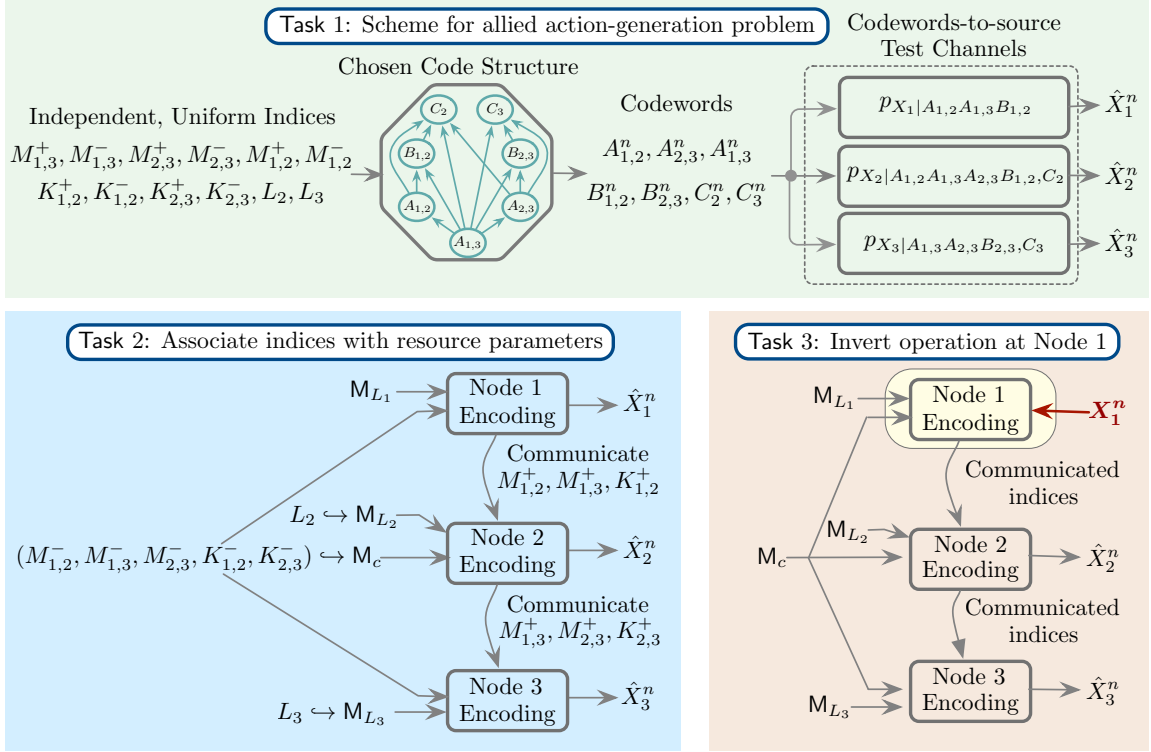 Task 1: Scheme for allied action-generation problem
Codewords-to-source
Test Channels
Chosen Code Structure
Independent, Uniform Indices
M⁺_{1,3}, M⁻_{1,3}, M⁺_{2,3}, M⁻_{2,3}, M⁺_{1,2}, M⁻_{1,2}
K⁺_{1,2}, K⁻_{1,2}, K⁺_{2,3}, K⁻_{2,3}, L_2, L_3
C_2
C_3
B_{1,2}
B_{2,3}
A_{1,2}
A_{2,3}
A_{1,3}
Codewords
A^n_{1,2}, A^n_{2,3}, A^n_{1,3}
B^n_{1,2}, B^n_{2,3}, C^n_2, C^n_3
p_{X_1|A_{1,2}A_{1,3}B_{1,2}}
X̂^n_1
p_{X_2|A_{1,2}A_{1,3}A_{2,3}B_{1,2},C_2}
X̂^n_2
p_{X_3|A_{1,3}A_{2,3}B_{2,3},C_3}
X̂^n_3
Task 2: Associate indices with resource parameters
M_{L_1}
Node 1
Encoding
X̂^n_1
Communicate
M⁺_{1,2}, M⁺_{1,3}, K⁺_{1,2}
L_2 ↪ M_{L_2}
(M⁻_{1,2}, M⁻_{1,3}, M⁻_{2,3}, K⁻_{1,2}, K⁻_{2,3}) ↪ M_c
Node 2
Encoding
X̂^n_2
Communicate
M⁺_{1,3}, M⁺_{2,3}, K⁺_{2,3}
L_3 ↪ M_{L_3}
Node 3
Encoding
X̂^n_3
Task 3: Invert operation at Node 1
M_{L_1}
Node 1
Encoding
X^n_1
Communicated
indices
M_{L_2}
M_c
Node 2
Encoding
X̂^n_2
Communicated
indices
M_{L_3}
Node 3
Encoding
X̂^n_3